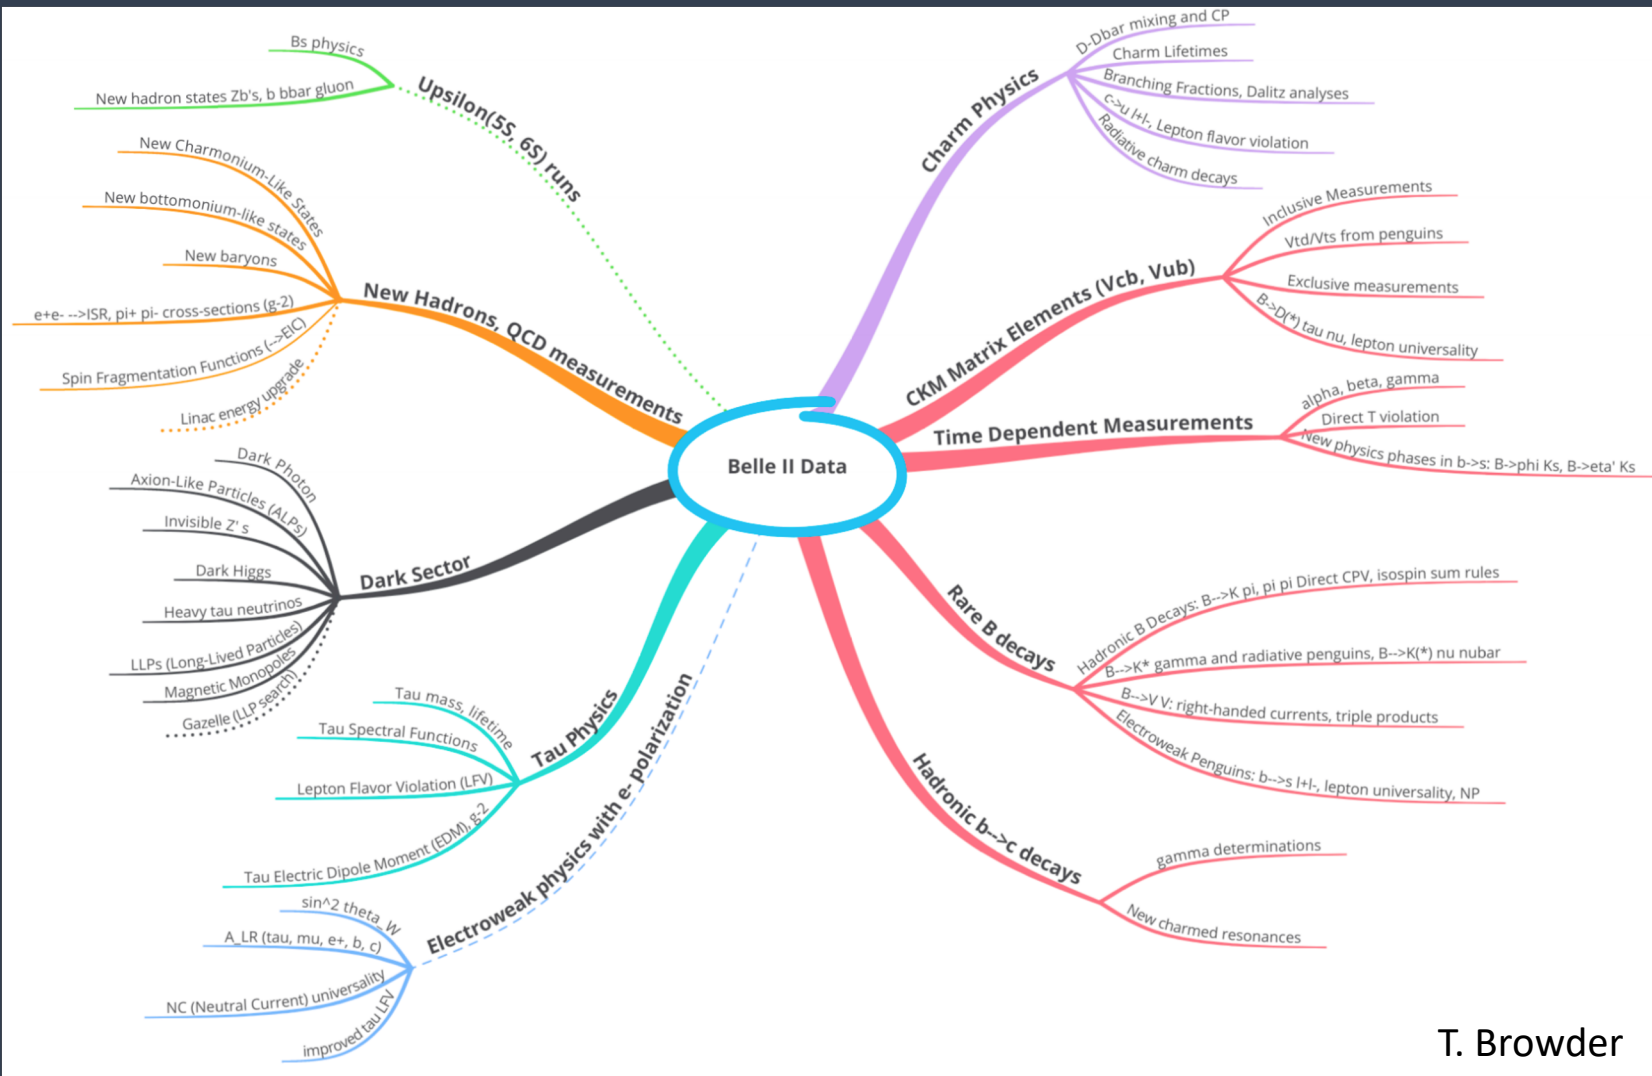 Belle II Data
Upsilon(5S, 6S) runs
Bs physics
New hadron states Zb's, b bbar gluon
New Hadrons, QCD measurements
New Charmonium-Like States
New bottomonium-like states
New baryons
e+e- -->ISR, pi+ pi- cross-sections (g-2)
Spin Fragmentation Functions (-->EIC)
Linac energy upgrade
Dark Sector
Dark Photon
Axion-Like Particles (ALPs)
Invisible Z' s
Dark Higgs
Heavy tau neutrinos
LLPs (Long-Lived Particles)
Magnetic Monopoles
Gazelle (LLP search)
Tau Physics
Tau mass, lifetime
Tau Spectral Functions
Lepton Flavor Violation (LFV)
Tau Electric Dipole Moment (EDM), g-2
Electroweak physics with e- polarization
sin^2 theta_W
A_LR (tau, mu, e+, b, c)
NC (Neutral Current) universality
improved tau LFV
Charm Physics
D-Dbar mixing and CP
Charm Lifetimes
Branching Fractions, Dalitz analyses
c->u l+l-, Lepton flavor violation
Radiative charm decays
CKM Matrix Elements (Vcb, Vub)
Inclusive Measurements
Vtd/Vts from penguins
Exclusive measurements
B->D(*) tau nu, lepton universality
Time Dependent Measurements
alpha, beta, gamma
Direct T violation
New physics phases in b->s: B->phi Ks, B->eta' Ks
Rare B decays
Hadronic B Decays: B-->K pi, pi pi Direct CPV, isospin sum rules
B-->K* gamma and radiative penguins, B-->K(*) nu nubar
B-->V V: right-handed currents, triple products
Electroweak Penguins: b-->s l+l-, lepton universality, NP
Hadronic b-->c decays
gamma determinations
New charmed resonances
T. Browder